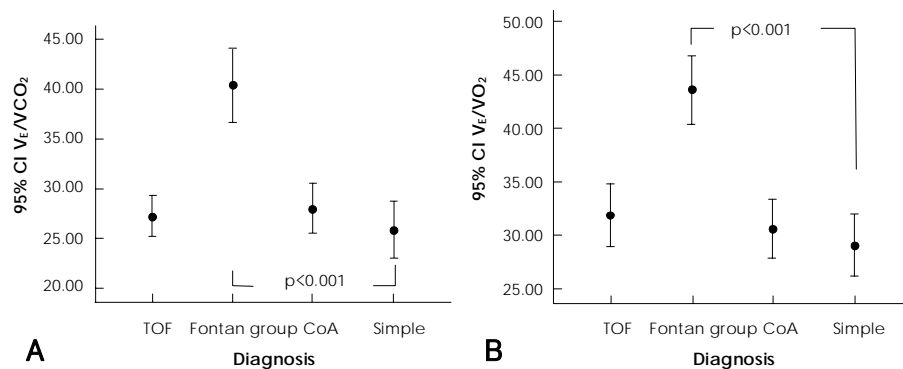 A
95% CI VE/VCO2
45.00
40.00
35.00
30.00
25.00
20.00
p<0.001
TOF Fontan group CoA Simple
Diagnosis
B
95% CI VE/VO2
50.00
45.00
40.00
35.00
30.00
25.00
p<0.001
TOF Fontan group CoA Simple
Diagnosis